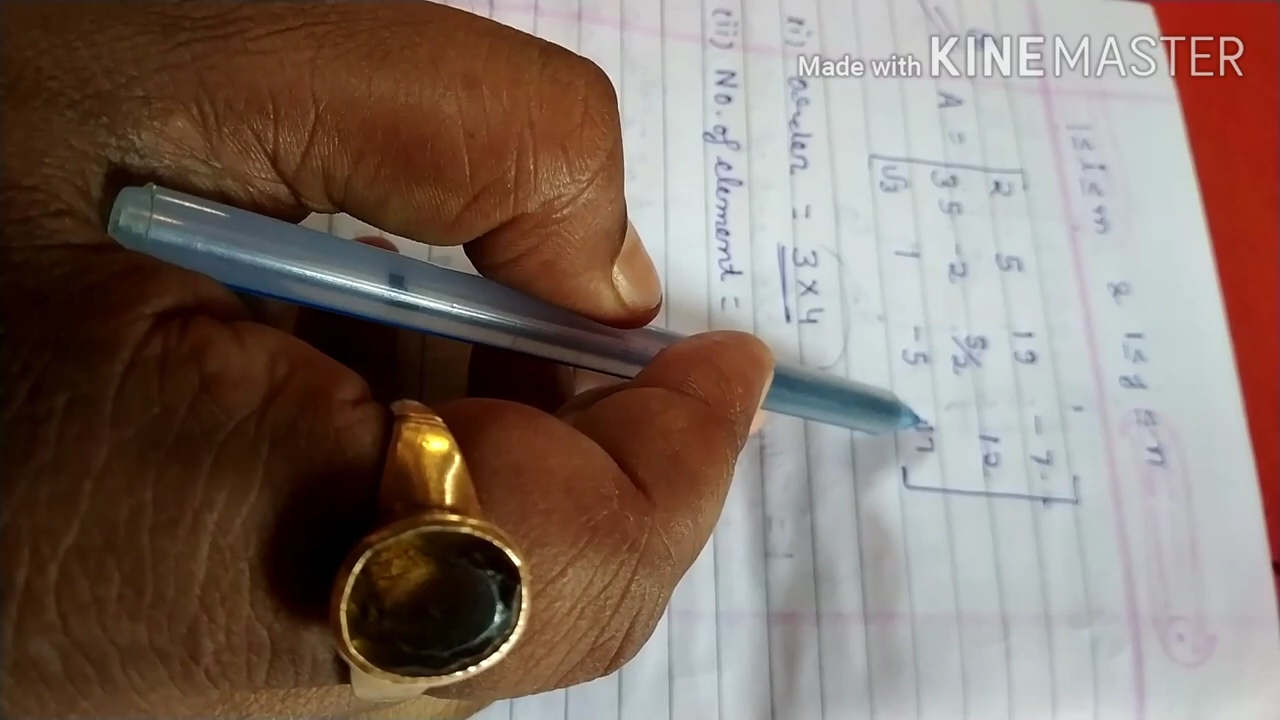 Made with KINEMASTER
1 ≤ i ≤ m & 1 ≤ j ≤ n
A = [ 2 5 19 -7
35 -2 5/2 12
√3 1 -5 17 ]
(i) order = 3 x 4
(ii) No. of element =